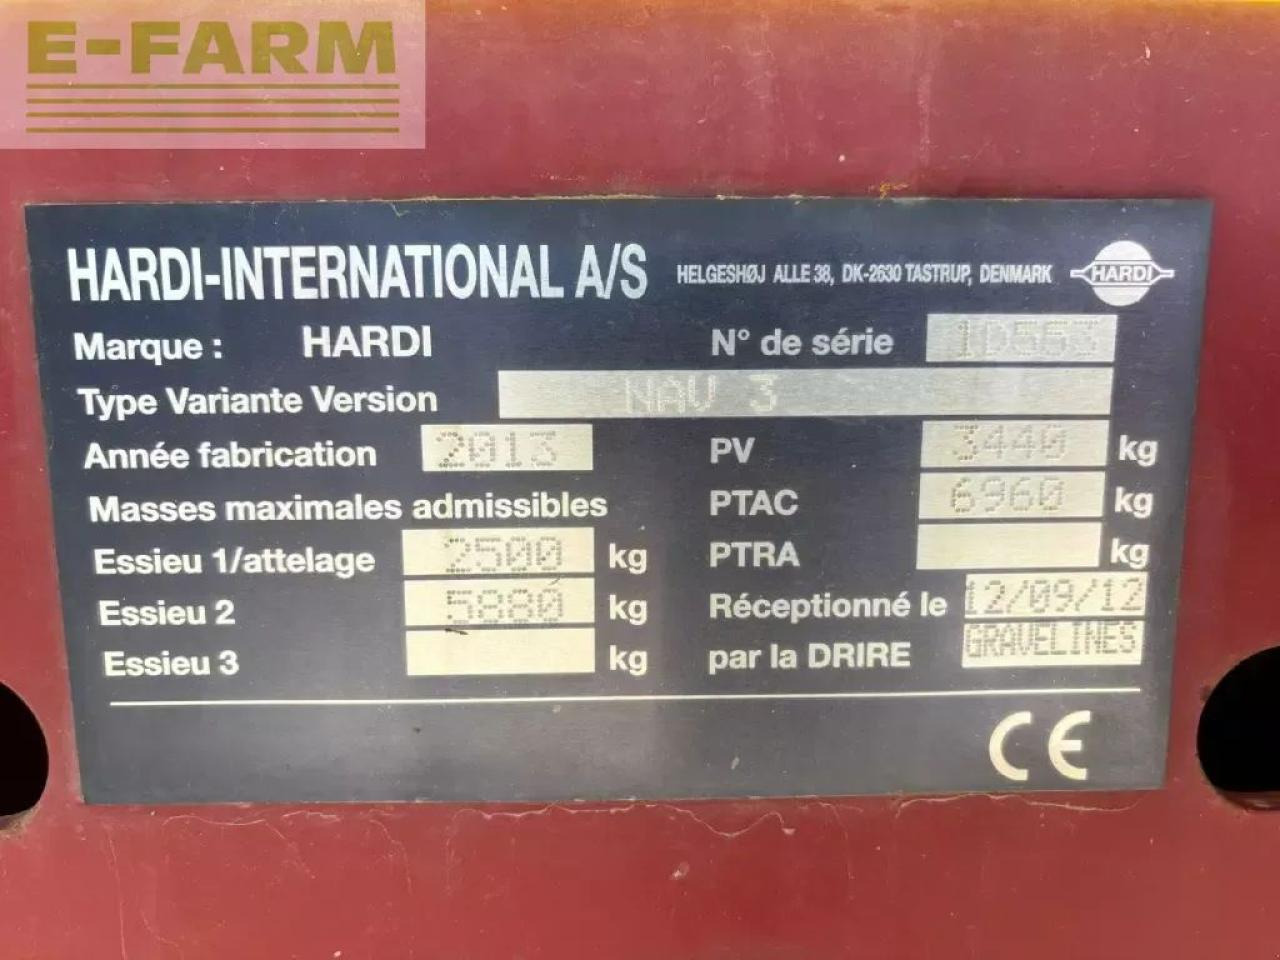 E-FARM
HARDI-INTERNATIONAL A/S HELGESHØJ ALLE 38, DK-2630 TASTRUP, DENMARK HARDI
Marque : HARDI N° de série 1D553
Type Variante Version NAV 3
Année fabrication 2013 PV 3440 kg
Masses maximales admissibles PTAC 6960 kg
Essieu 1/attelage 2500 kg PTRA kg
Essieu 2 5880 kg Réceptionné le 12/09/12
Essieu 3 kg par la DRIRE GRAVELINES
CE